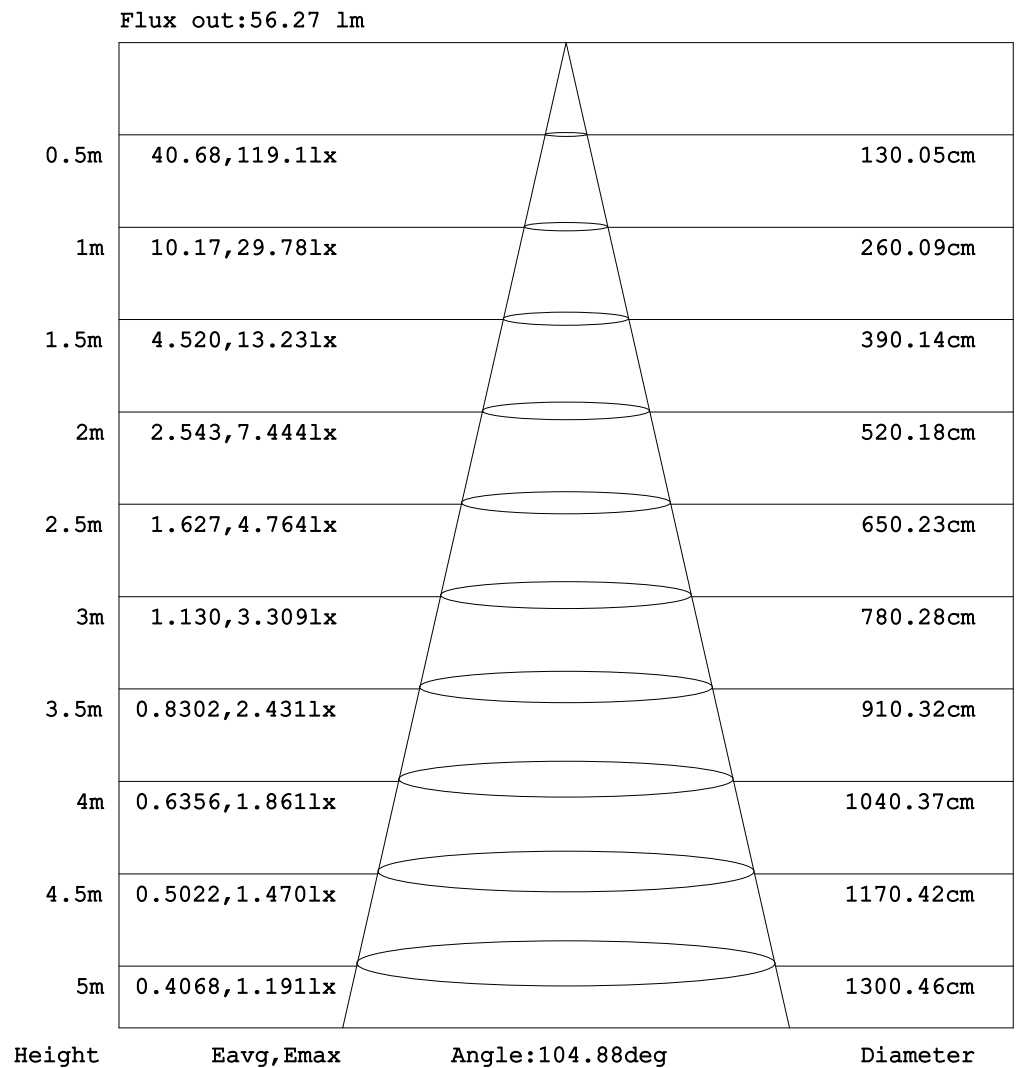 Flux out:56.27 lm
0.5m 40.68,119.1lx 130.05cm
1m 10.17,29.78lx 260.09cm
1.5m 4.520,13.23lx 390.14cm
2m 2.543,7.444lx 520.18cm
2.5m 1.627,4.764lx 650.23cm
3m 1.130,3.309lx 780.28cm
3.5m 0.8302,2.431lx 910.32cm
4m 0.6356,1.861lx 1040.37cm
4.5m 0.5022,1.470lx 1170.42cm
5m 0.4068,1.191lx 1300.46cm
Height Eavg,Emax Angle:104.88deg Diameter